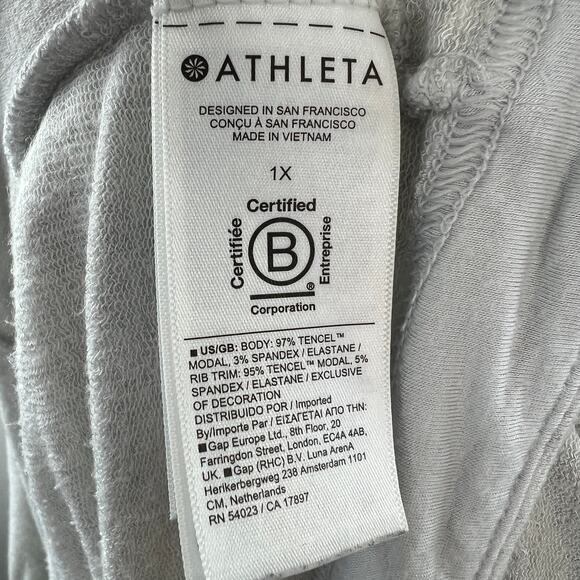 ATHLETA
DESIGNED IN SAN FRANCISCO
CONÇU À SAN FRANCISCO
MADE IN VIETNAM
1X
Certified
Certifiée
B
Entreprise
®
Corporation
■ US/GB: BODY: 97% TENCEL™
MODAL, 3% SPANDEX / ELASTANE /
RIB TRIM: 95% TENCEL™ MODAL, 5%
SPANDEX / ELASTANE / EXCLUSIVE
OF DECORATION
DISTRIBUIDO POR / Imported
By/Importe Par / ΕΙΣΑΓΕΤΑΙ ΑΠΟ ΤΗΝ:
■Gap Europe Ltd., 8th Floor, 20
Farringdon Street, London, EC4A 4AB,
UK. ■Gap (RHC) B.V. Luna ArenA
Herikerbergweg 238 Amsterdam 1101
CM, Netherlands
RN 54023 / CA 17897